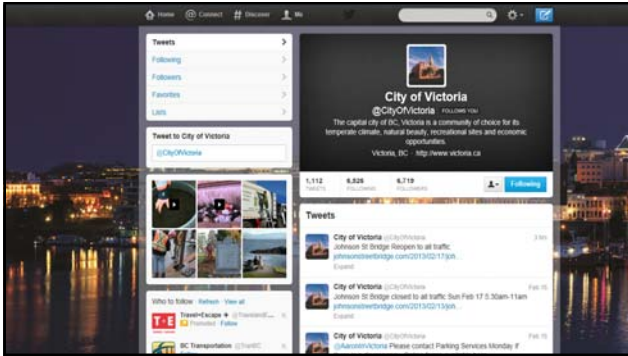 Home
Connect
Discover
Me
Tweets
Following
Followers
Favorites
Lists
Tweet to City of Victoria
@CityOfVictoria
Who to follow · Refresh · View all
Travel+Escape
Promoted · Follow
BC Transportation @TranBC
City of Victoria
@CityOfVictoria FOLLOWS YOU
The capital city of BC, Victoria is a community of choice for its
temperate climate, natural beauty, recreational sites and economic
opportunities.
Victoria, BC · http://www.victoria.ca
1,112
TWEETS
6,826
FOLLOWING
6,719
FOLLOWERS
Following
Tweets
City of Victoria @CityOfVictoria 3 hrs
Johnson St Bridge Reopen to all traffic
johnsonstreetbridge.com/2013/02/17/joh...
Expand
City of Victoria @CityOfVictoria Feb 16
Johnson St Bridge closed to all traffic Sun Feb 17 5:30am-11am
johnsonstreetbridge.com/2013/02/13/joh...
Expand
City of Victoria @CityOfVictoria Feb 15
@AaroninVictoria Please contact Parking Services Monday if